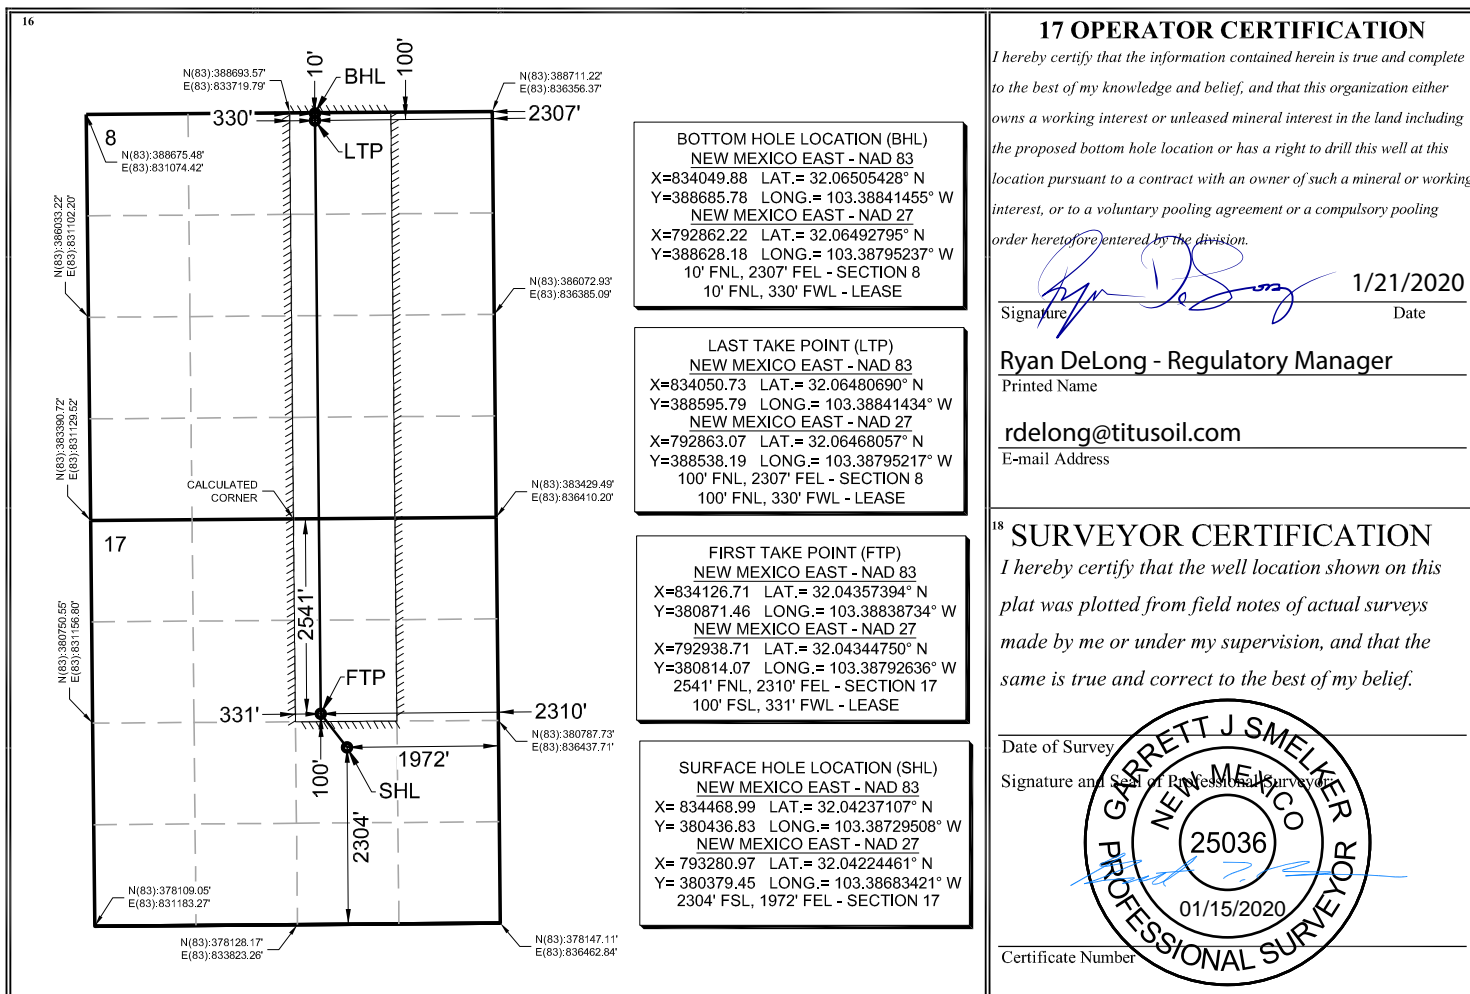 16
10'
BHL
100'
N(83):388693.57'
E(83):833719.79'
N(83):388711.22'
E(83):836356.37'
330'
2307'
8
LTP
N(83):388675.48'
E(83):831074.42'
N(83):386033.22'
E(83):831102.20'
N(83):386072.93'
E(83):836385.09'
N(83):383390.72'
E(83):831129.52'
CALCULATED
CORNER
N(83):383429.49'
E(83):836410.20'
17
2541'
N(83):380750.55'
E(83):831156.80'
FTP
331'
2310'
N(83):380787.73'
E(83):836437.71'
1972'
100'
SHL
2304'
N(83):378109.05'
E(83):831183.27'
N(83):378128.17'
E(83):833823.26'
N(83):378147.11'
E(83):836462.84'
BOTTOM HOLE LOCATION (BHL)
NEW MEXICO EAST - NAD 83
X=834049.88 LAT.= 32.06505428° N
Y=388685.78 LONG.= 103.38841455° W
NEW MEXICO EAST - NAD 27
X=792862.22 LAT.= 32.06492795° N
Y=388628.18 LONG.= 103.38795237° W
10' FNL, 2307' FEL - SECTION 8
10' FNL, 330' FWL - LEASE
LAST TAKE POINT (LTP)
NEW MEXICO EAST - NAD 83
X=834050.73 LAT.= 32.06480690° N
Y=388595.79 LONG.= 103.38841434° W
NEW MEXICO EAST - NAD 27
X=792863.07 LAT.= 32.06468057° N
Y=388538.19 LONG.= 103.38795217° W
100' FNL, 2307' FEL - SECTION 8
100' FNL, 330' FWL - LEASE
FIRST TAKE POINT (FTP)
NEW MEXICO EAST - NAD 83
X=834126.71 LAT.= 32.04357394° N
Y=380871.46 LONG.= 103.38838734° W
NEW MEXICO EAST - NAD 27
X=792938.71 LAT.= 32.04344750° N
Y=380814.07 LONG.= 103.38792636° W
2541' FNL, 2310' FEL - SECTION 17
100' FSL, 331' FWL - LEASE
SURFACE HOLE LOCATION (SHL)
NEW MEXICO EAST - NAD 83
X= 834468.99 LAT.= 32.04237107° N
Y= 380436.83 LONG.= 103.38729508° W
NEW MEXICO EAST - NAD 27
X= 793280.97 LAT.= 32.04224461° N
Y= 380379.45 LONG.= 103.38683421° W
2304' FSL, 1972' FEL - SECTION 17
17 OPERATOR CERTIFICATION
I hereby certify that the information contained herein is true and complete
to the best of my knowledge and belief, and that this organization either
owns a working interest or unleased mineral interest in the land including
the proposed bottom hole location or has a right to drill this well at this
location pursuant to a contract with an owner of such a mineral or working
interest, or to a voluntary pooling agreement or a compulsory pooling
order heretofore entered by the division.
1/21/2020
Signature
Date
Ryan DeLong - Regulatory Manager
Printed Name
rdelong@titusoil.com
E-mail Address
18 SURVEYOR CERTIFICATION
I hereby certify that the well location shown on this
plat was plotted from field notes of actual surveys
made by me or under my supervision, and that the
same is true and correct to the best of my belief.
Date of Survey
Signature and Seal of Professional Surveyor:
GARRETT J SMELKER
NEW MEXICO
25036
01/15/2020
PROFESSIONAL SURVEYOR
Certificate Number